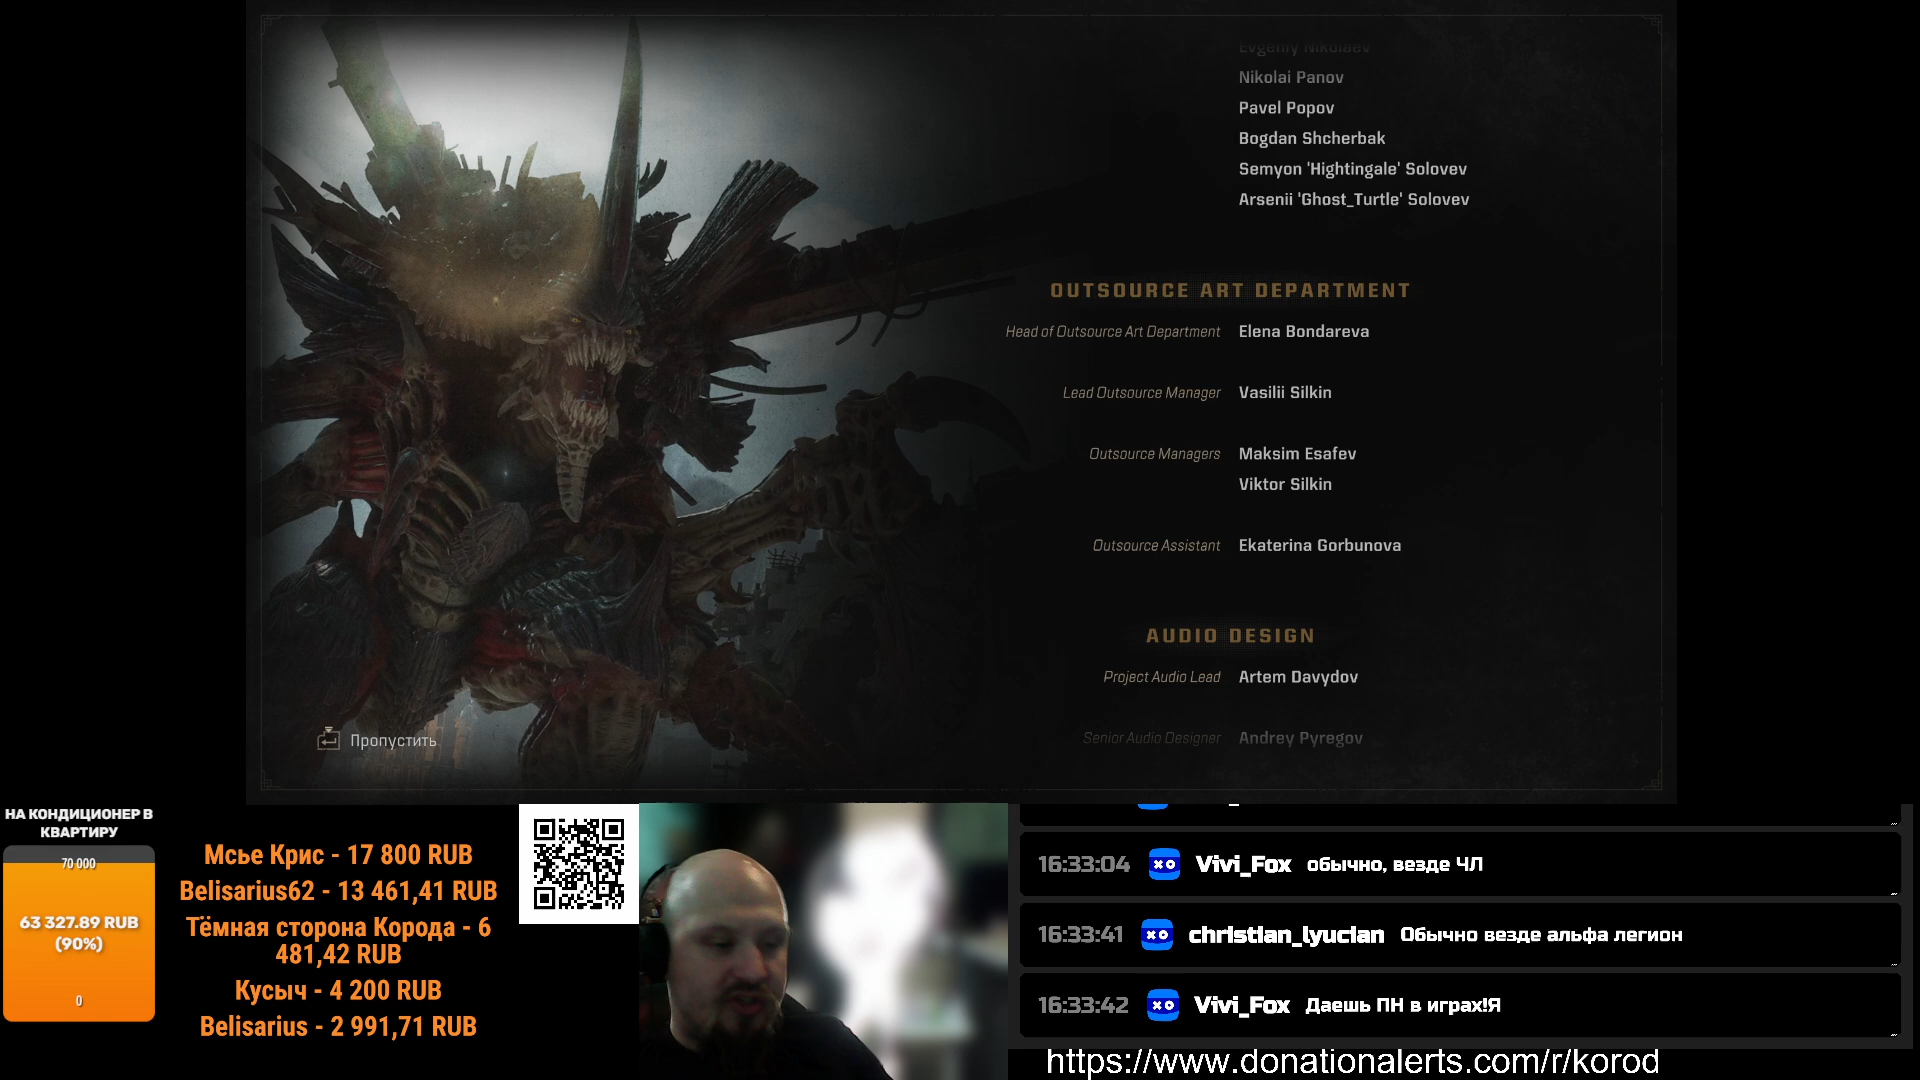 Evgeniy Nikolaev
Nikolai Panov
Pavel Popov
Bogdan Shcherbak
Semyon 'Hightingale' Solovev
Arsenii 'Ghost_Turtle' Solovev
OUTSOURCE ART DEPARTMENT
Head of Outsource Art Department Elena Bondareva
Lead Outsource Manager Vasilii Silkin
Outsource Managers Maksim Esafev
Viktor Silkin
Outsource Assistant Ekaterina Gorbunova
AUDIO DESIGN
Project Audio Lead Artem Davydov
Senior Audio Designer Andrey Pyregov
Пропустить
НА КОНДИЦИОНЕР В
КВАРТИРУ
70 000
63 327.89 RUB
(90%)
0
Мсье Крис - 17 800 RUB
Belisarius62 - 13 461,41 RUB
Тёмная сторона Корода - 6
481,42 RUB
Кусыч - 4 200 RUB
Belisarius - 2 991,71 RUB
16:33:04 Vivi_Fox обычно, везде ЧЛ
16:33:41 christian_lyucian Обычно везде альфа легион
16:33:42 Vivi_Fox Даешь ПН в играх!Я
https://www.donationalerts.com/r/korod